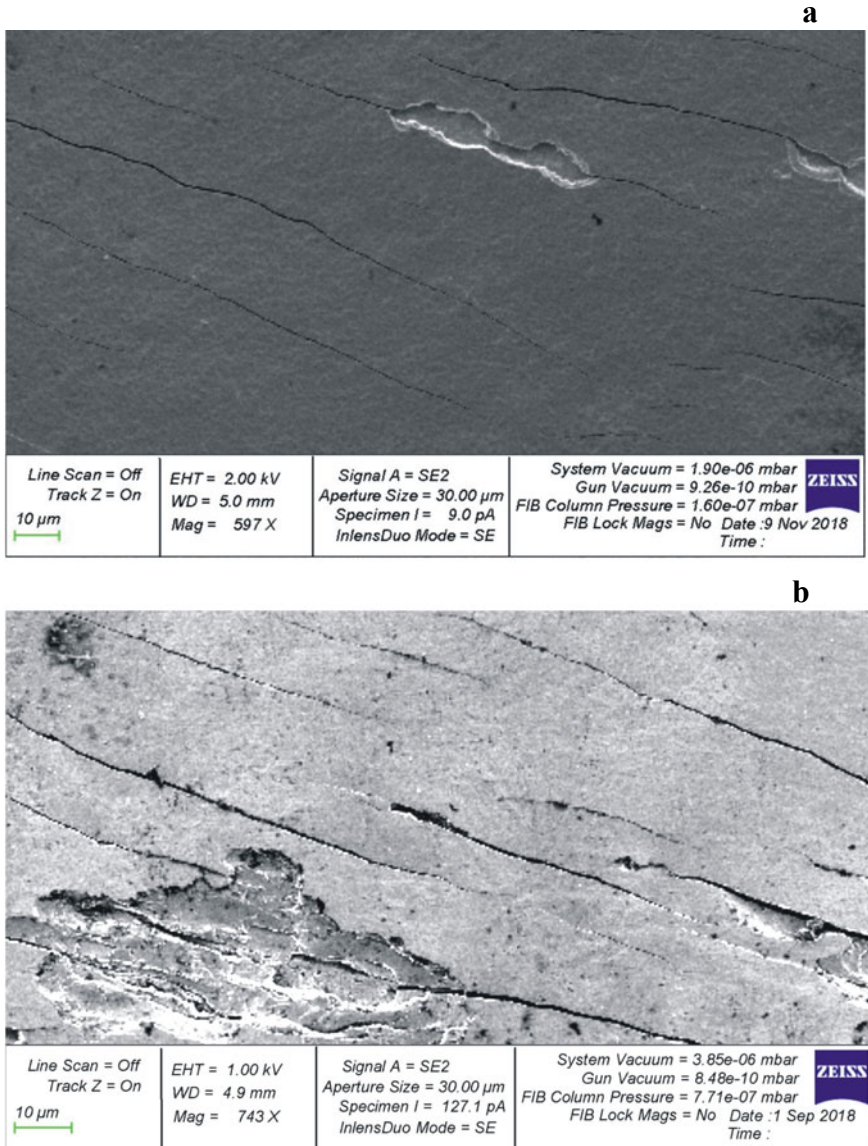 a
Line Scan = Off
Track Z = On
10 µm
EHT = 2.00 kV
WD = 5.0 mm
Mag = 597 X
Signal A = SE2
Aperture Size = 30.00 µm
Specimen I = 9.0 pA
InlensDuo Mode = SE
System Vacuum = 1.90e-06 mbar
Gun Vacuum = 9.26e-10 mbar
FIB Column Pressure = 1.60e-07 mbar
FIB Lock Mags = No Date :9 Nov 2018
Time :
ZEISS
b
Line Scan = Off
Track Z = On
10 µm
EHT = 1.00 kV
WD = 4.9 mm
Mag = 743 X
Signal A = SE2
Aperture Size = 30.00 µm
Specimen I = 127.1 pA
InlensDuo Mode = SE
System Vacuum = 3.85e-06 mbar
Gun Vacuum = 8.48e-10 mbar
FIB Column Pressure = 7.71e-07 mbar
FIB Lock Mags = No Date :1 Sep 2018
Time :
ZEISS